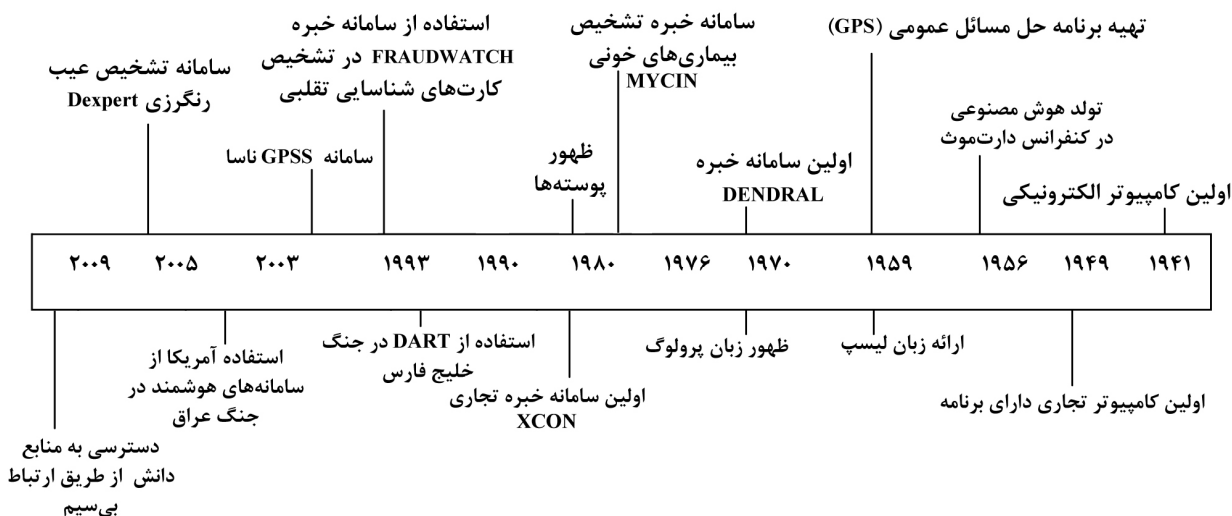 تهیه برنامه حل مسائل عمومی (GPS)
تولد هوش مصنوعی
در کنفرانس دارت‌موث
اولین کامپیوتر الکترونیکی
سامانه خبره تشخیص
بیماری‌های خونی
MYCIN
اولین سامانه خبره
DENDRAL
ظهور
پوسته‌ها
استفاده از سامانه خبره
FRAUDWATCH در تشخیص
کارت‌های شناسایی تقلبی
سامانه GPSS ناسا
سامانه تشخیص عیب
رنگرزی Dexpert
۱۹۴۱ ۱۹۴۹ ۱۹۵۶ ۱۹۵۹ ۱۹۷۰ ۱۹۷۶ ۱۹۸۰ ۱۹۹۰ ۱۹۹۳ ۲۰۰۳ ۲۰۰۵ ۲۰۰۹
اولین کامپیوتر تجاری دارای برنامه
ارائه زبان لیسپ
ظهور زبان پرولوگ
اولین سامانه خبره تجاری
XCON
استفاده از DART در جنگ
خلیج فارس
استفاده آمریکا از
سامانه‌های هوشمند در
جنگ عراق
دسترسی به منابع
دانش از طریق ارتباط
بی‌سیم